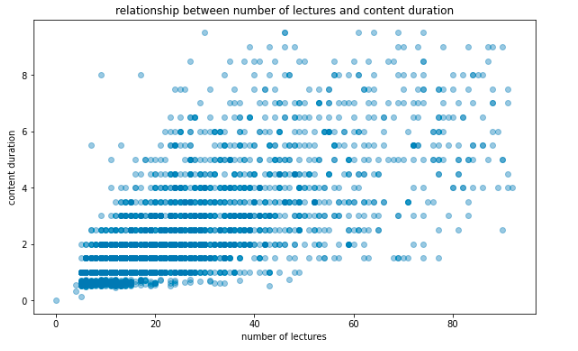 relationship between number of lectures and content duration
content duration
8
6
4
2
0
0 20 40 60 80
number of lectures